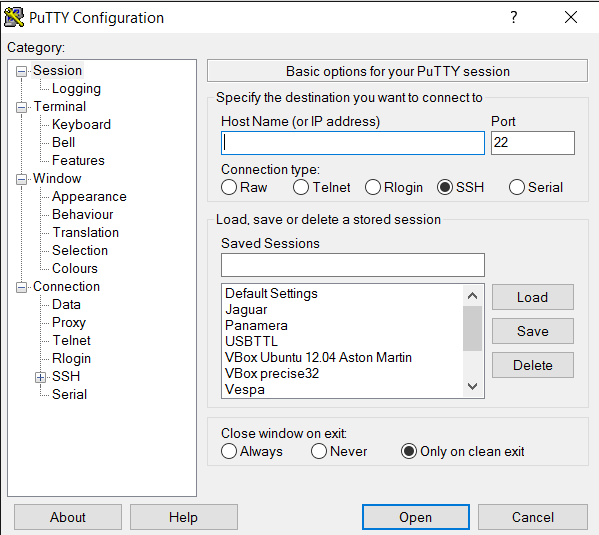 PuTTY Configuration
?
Category:
Session
Logging
Terminal
Keyboard
Bell
Features
Window
Appearance
Behaviour
Translation
Selection
Colours
Connection
Data
Proxy
Telnet
Rlogin
SSH
Serial
Basic options for your PuTTY session
Specify the destination you want to connect to
Host Name (or IP address) Port
22
Connection type:
Raw Telnet Rlogin SSH Serial
Load, save or delete a stored session
Saved Sessions
Default Settings
Jaguar
Panamera
USBTTL
VBox Ubuntu 12.04 Aston Martin
VBox precise32
Vespa
Load
Save
Delete
Close window on exit:
Always Never Only on clean exit
About Help Open Cancel